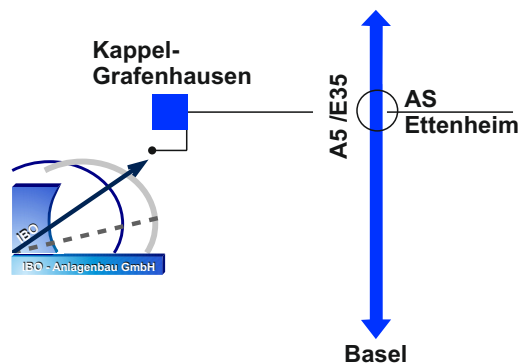 Kappel-
Grafenhausen
A5 /E35
AS
Ettenheim
IBO
IBO - Anlagenbau GmbH
Basel